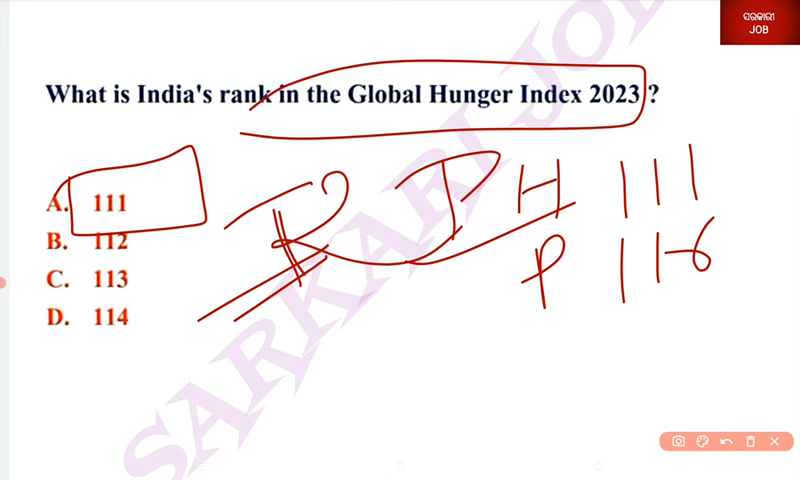 ସରକାରୀ
JOB
What is India's rank in the Global Hunger Index 2023 ?
A. 111
B. 112
C. 113
D. 114
H 111
P 116
SARKARI JOB